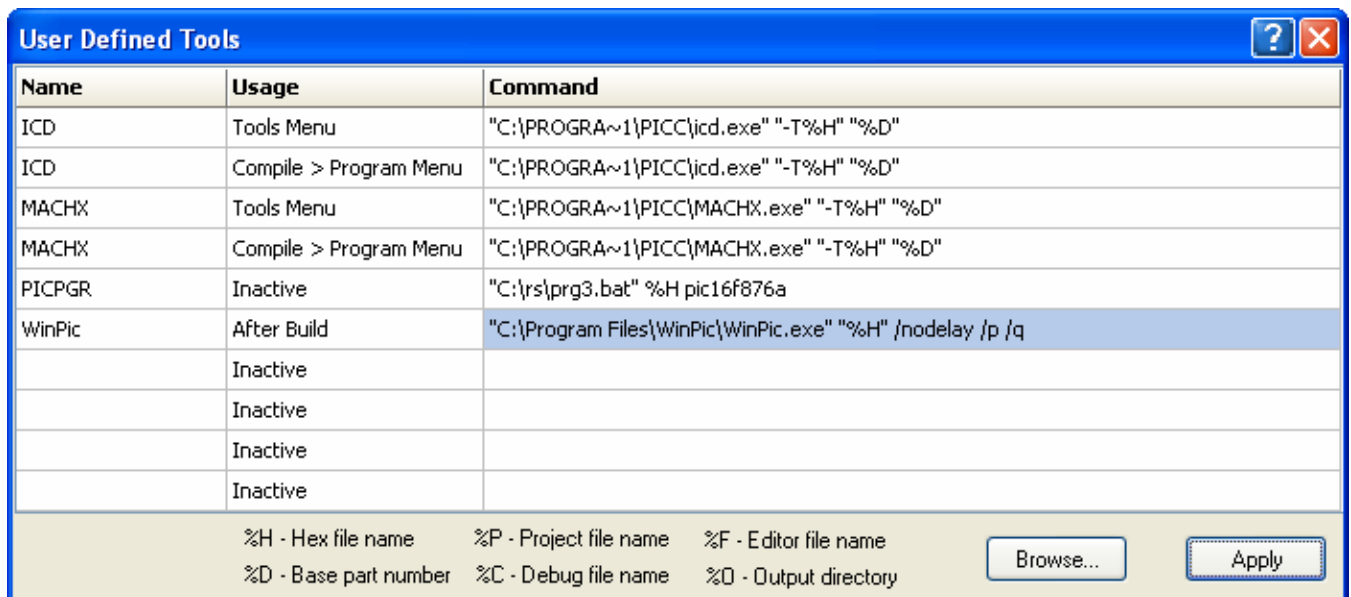 User Defined Tools
Name Usage Command
ICD Tools Menu "C:\PROGRA~1\PICC\icd.exe" "-T%H" "%D"
ICD Compile > Program Menu "C:\PROGRA~1\PICC\icd.exe" "-T%H" "%D"
MACHX Tools Menu "C:\PROGRA~1\PICC\MACHX.exe" "-T%H" "%D"
MACHX Compile > Program Menu "C:\PROGRA~1\PICC\MACHX.exe" "-T%H" "%D"
PICPGR Inactive "C:\rs\prg3.bat" %H pic16f876a
WinPic After Build "C:\Program Files\WinPic\WinPic.exe" "%H" /nodelay /p /q
Inactive
Inactive
Inactive
Inactive
%H - Hex file name %P - Project file name %F - Editor file name
%D - Base part number %C - Debug file name %O - Output directory
Browse... Apply